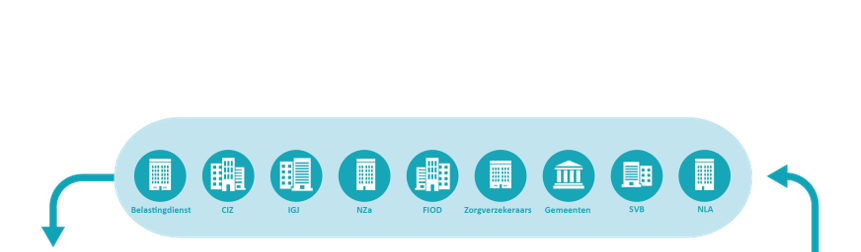 Belastingdienst CIZ IGJ NZa FIOD Zorgverzekeraars Gemeenten SVB NLA